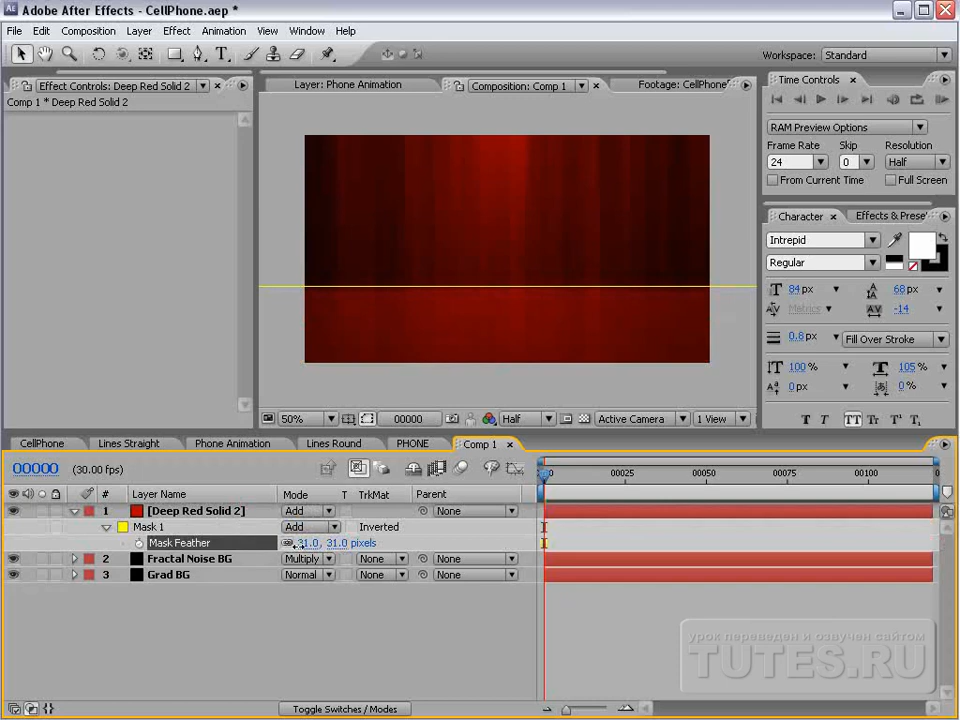 Adobe After Effects - CellPhone.aep *
File Edit Composition Layer Effect Animation View Window Help
Workspace: Standard
Effect Controls: Deep Red Solid 2
Comp 1 * Deep Red Solid 2
Layer: Phone Animation
Composition: Comp 1
Footage: CellPhone
50% 00000 Half Active Camera 1 View
Time Controls
RAM Preview Options
Frame Rate Skip Resolution
24 0 Half
From Current Time Full Screen
Character Effects & Prese
Intrepid
Regular
84 px 68 px
Metrics -14
0.8 px Fill Over Stroke
100 % 105 %
0 px 0 %
T T TT Tr T¹ T₁
CellPhone Lines Straight Phone Animation Lines Round PHONE Comp 1
00000 (30.00 fps)
0 00025 00050 00075 00100
# Layer Name Mode T TrkMat Parent
1 [Deep Red Solid 2] Add None
Mask 1 Add Inverted
Mask Feather 31.0, 31.0 pixels
2 Fractal Noise BG Multiply None None
3 Grad BG Normal None None
Toggle Switches / Modes
урок переведен и озвучен сайтом
TUTES.RU